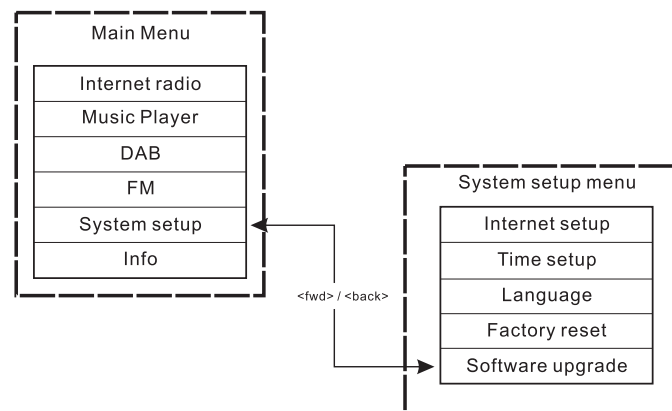 Main Menu
Internet radio
Music Player
DAB
FM
System setup
Info
<fwd> / <back>
System setup menu
Internet setup
Time setup
Language
Factory reset
Software upgrade